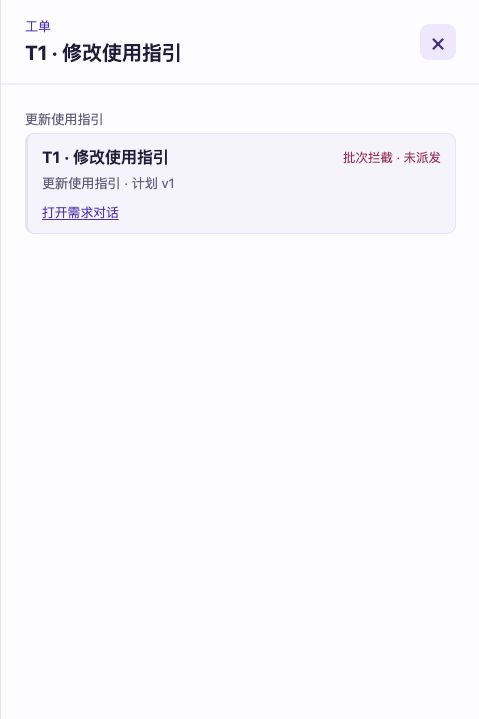 工单
T1 · 修改使用指引
更新使用指引
T1 · 修改使用指引
批次拦截 · 未派发
更新使用指引 · 计划 v1
打开需求对话